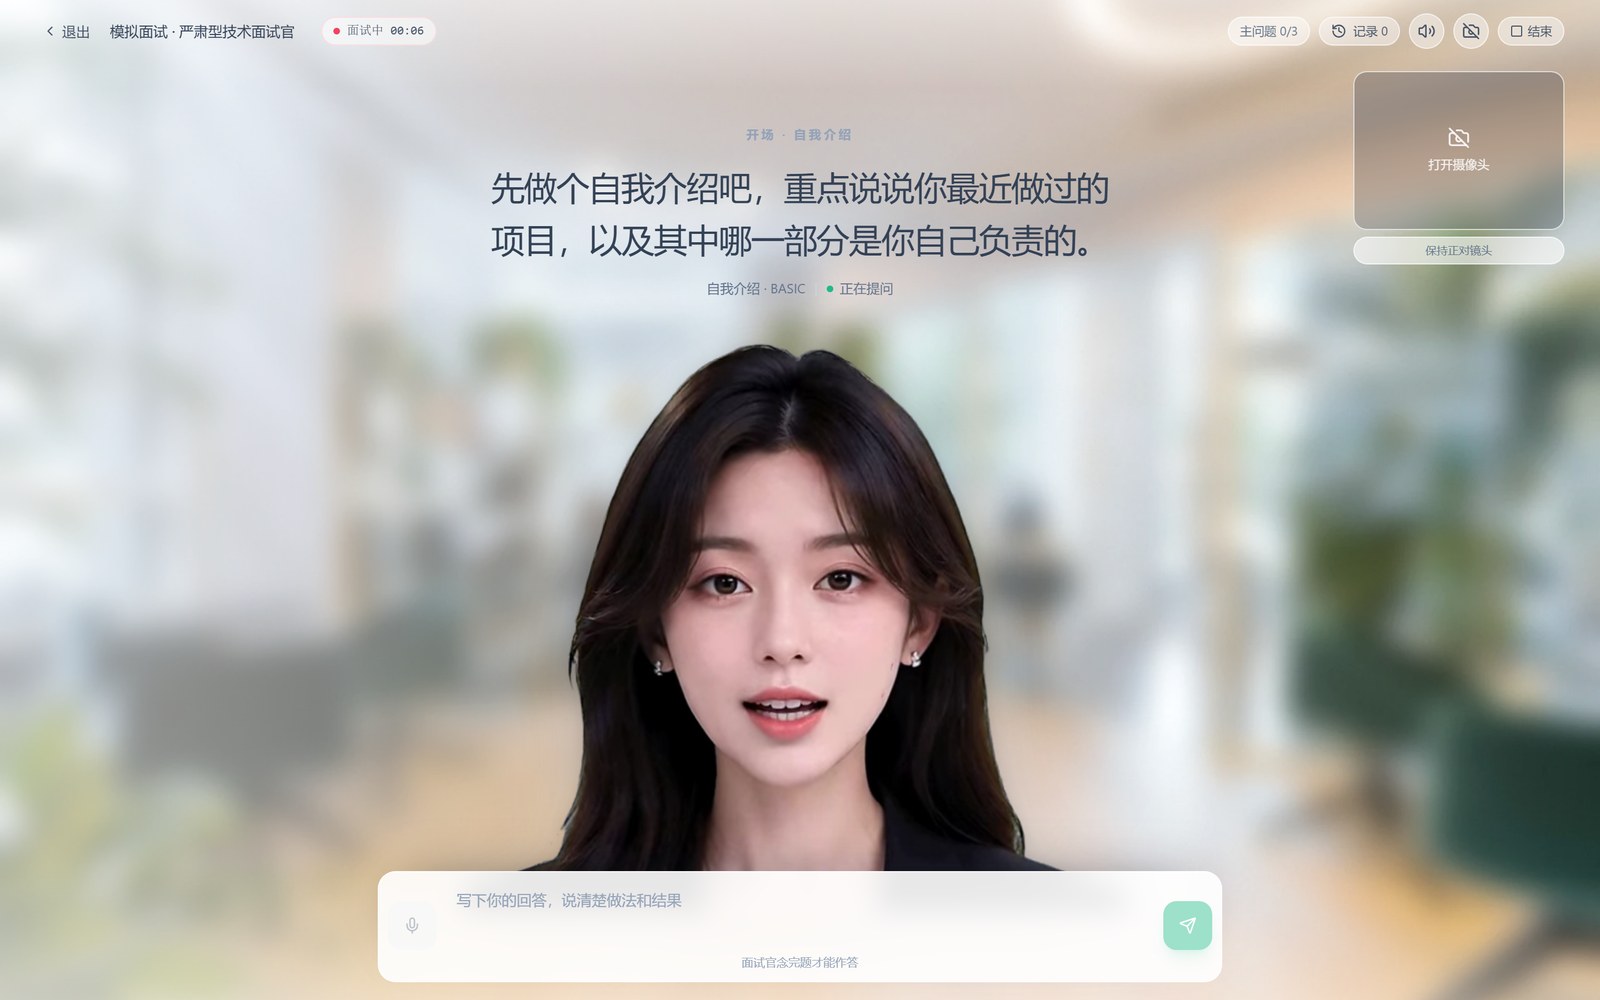 退出
模拟面试 · 严肃型技术面试官
面试中 00:06
主问题 0/3
记录 0
结束
打开摄像头
保持正对镜头
开场 · 自我介绍
先做个自我介绍吧，重点说说你最近做过的
项目，以及其中哪一部分是你自己负责的。
自我介绍 · BASIC
正在提问
写下你的回答，说清楚做法和结果
面试官念完题才能作答